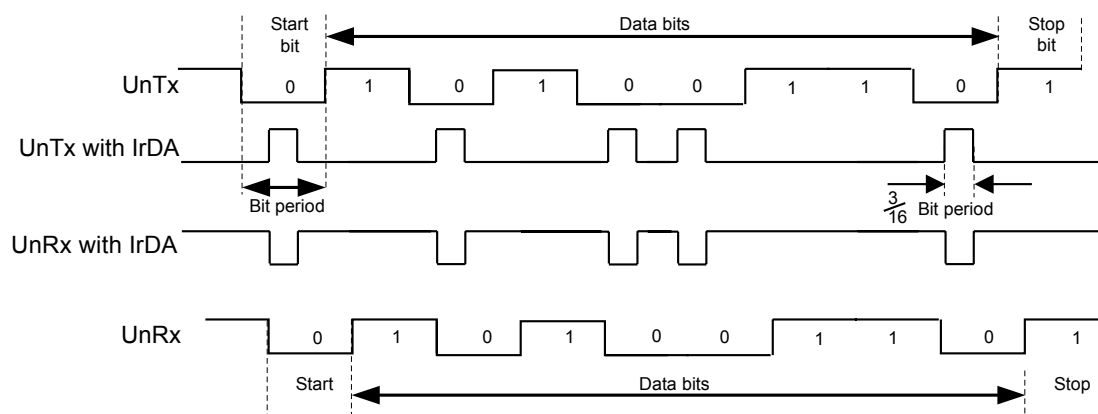 Start bit
Data bits
Stop bit
UnTx
0 1 0 1 0 0 1 1 0 1
UnTx with IrDA
Bit period
3/16 Bit period
UnRx with IrDA
UnRx
0 1 0 1 0 0 1 1 0 1
Start
Data bits
Stop